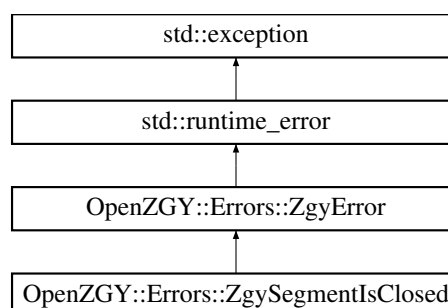 std::exception
std::runtime_error
OpenZGY::Errors::ZgyError
OpenZGY::Errors::ZgySegmentIsClosed